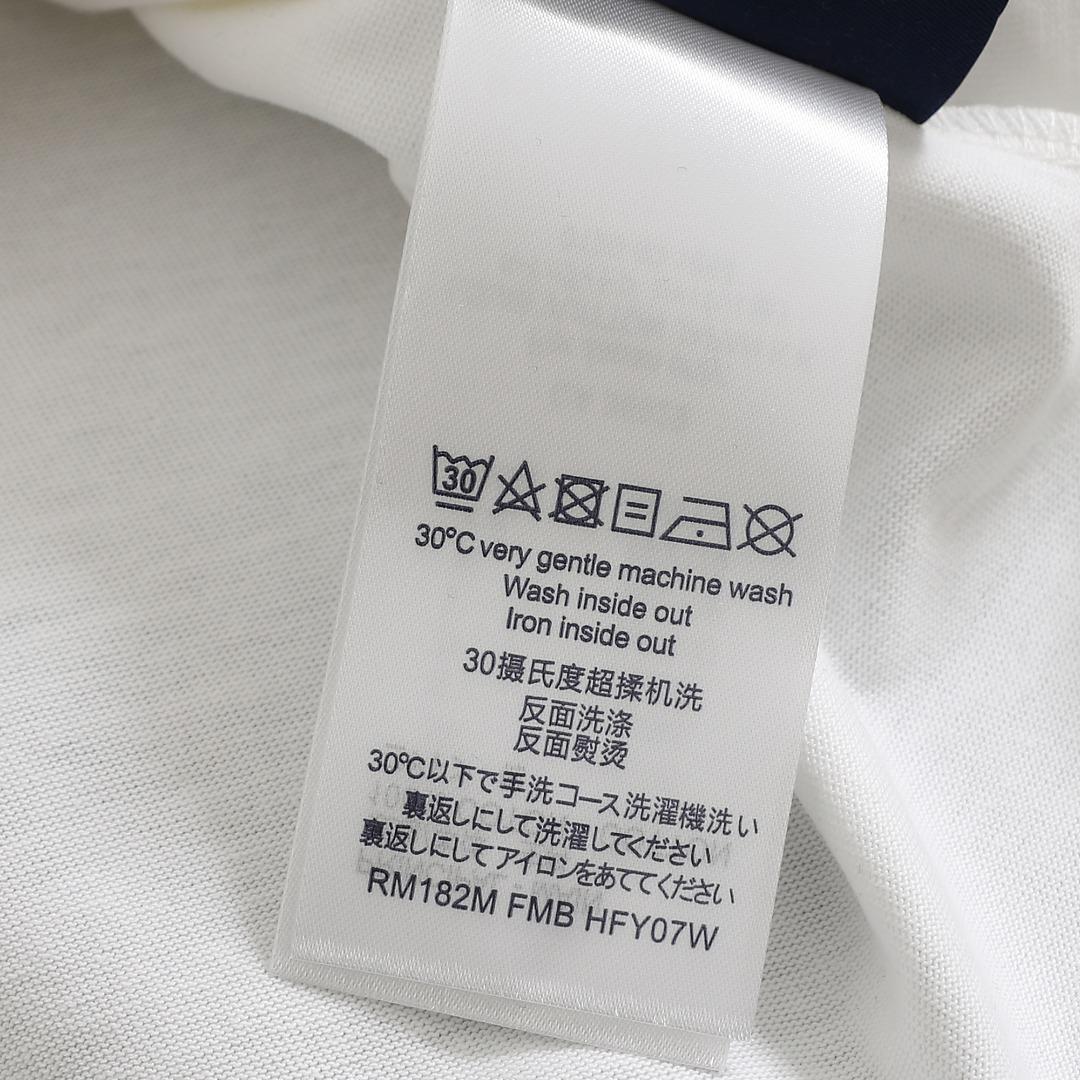 30
30°C very gentle machine wash
Wash inside out
Iron inside out
30摄氏度超揉机洗
反面洗涤
反面熨烫
30℃以下で手洗コース洗濯機洗い
裏返しにして洗濯してください
裏返しにしてアイロンをあててください
RM182M FMB HFY07W